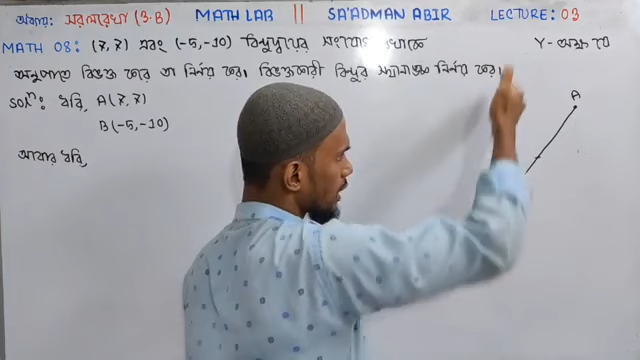 অধ্যায়: সরলরেখা (3·B) MATH LAB || SA'ADMAN ABIR LECTURE: 03
MATH 08: (7,7) এবং (-5,-10) বিন্দুদ্বয়ের সংযোগ Y-অক্ষ যে
অনুপাতে বিভক্ত করে তা নির্ণয় কর। বিভক্তকারী বিন্দুর স্থানাঙ্ক নির্ণয় কর।
Solⁿ: ধরি, A(7,7)
A
B(-5,-10)
আবার ধরি,